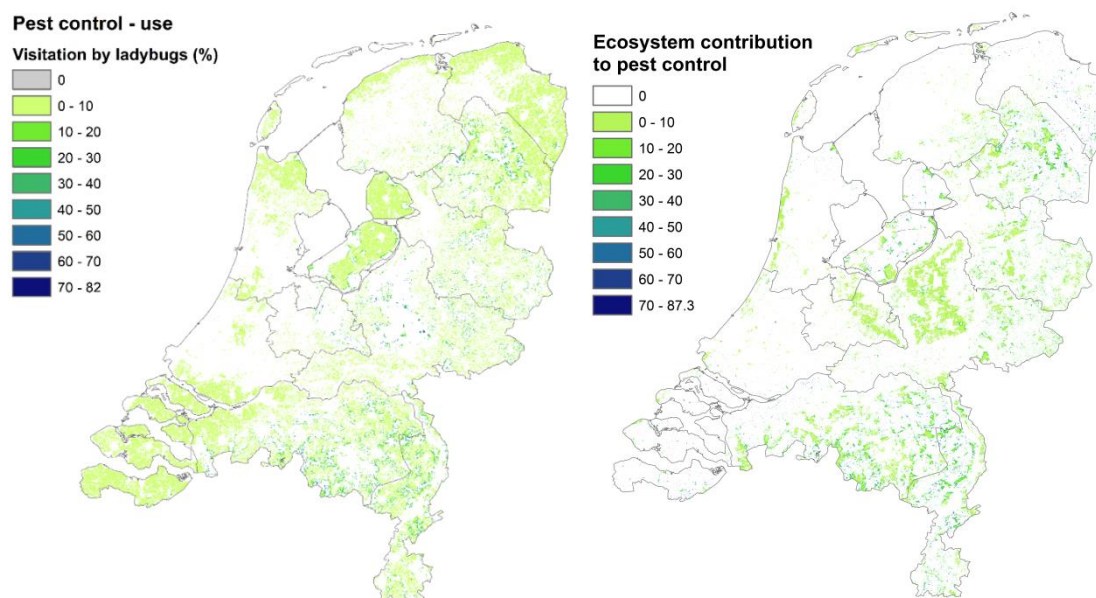 Pest control - use
Visitation by ladybugs (%)
0
0 - 10
10 - 20
20 - 30
30 - 40
40 - 50
50 - 60
60 - 70
70 - 82
Ecosystem contribution
to pest control
0
0 - 10
10 - 20
20 - 30
30 - 40
40 - 50
50 - 60
60 - 70
70 - 87.3